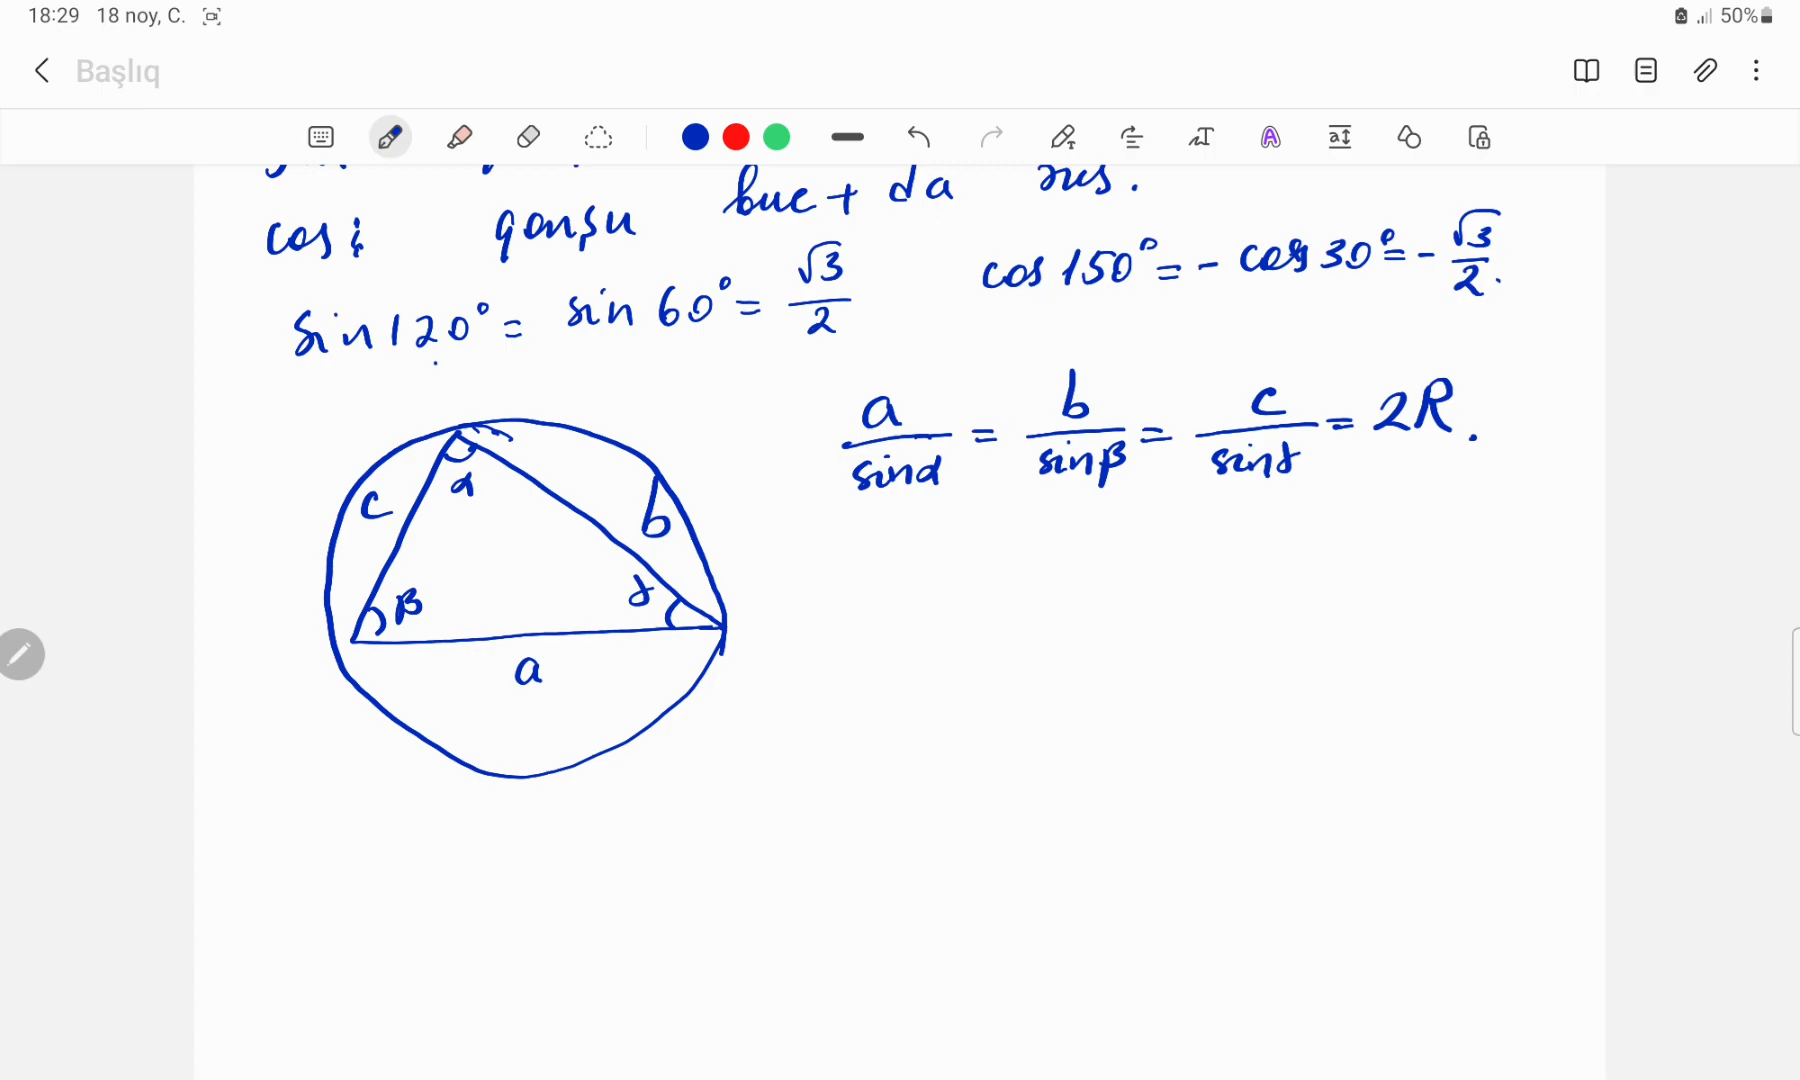 18:29 18 noy, C. 50%
Başlıq
buc + da
cos: qonşu
sin 120° = sin 60° = √3/2
cos 150° = - cos 30° = - √3/2.
a/sinα = b/sinβ = c/sinγ = 2R.
c α b
β γ
a